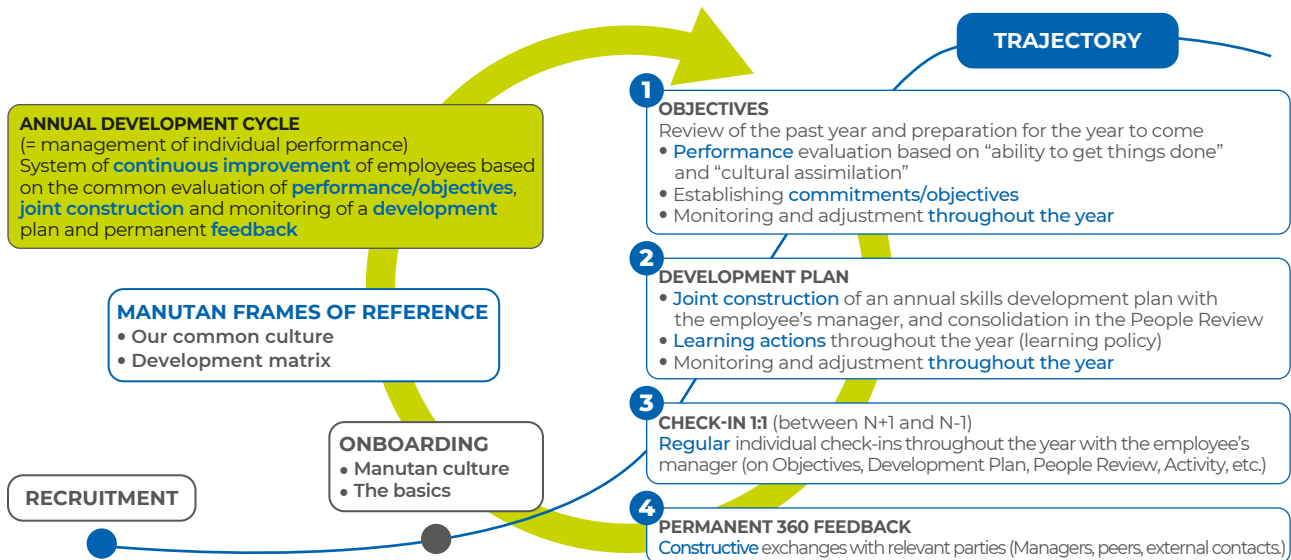 TRAJECTORY
ANNUAL DEVELOPMENT CYCLE
(= management of individual performance)
System of continuous improvement of employees based
on the common evaluation of performance/objectives,
joint construction and monitoring of a development
plan and permanent feedback
MANUTAN FRAMES OF REFERENCE
• Our common culture
• Development matrix
ONBOARDING
• Manutan culture
• The basics
RECRUITMENT
1
OBJECTIVES
Review of the past year and preparation for the year to come
• Performance evaluation based on “ability to get things done”
and “cultural assimilation”
• Establishing commitments/objectives
• Monitoring and adjustment throughout the year
2
DEVELOPMENT PLAN
• Joint construction of an annual skills development plan with
the employee’s manager, and consolidation in the People Review
• Learning actions throughout the year (learning policy)
• Monitoring and adjustment throughout the year
3
CHECK-IN 1:1 (between N+1 and N-1)
Regular individual check-ins throughout the year with the employee’s
manager (on Objectives, Development Plan, People Review, Activity, etc.)
4
PERMANENT 360 FEEDBACK
Constructive exchanges with relevant parties (Managers, peers, external contacts.)